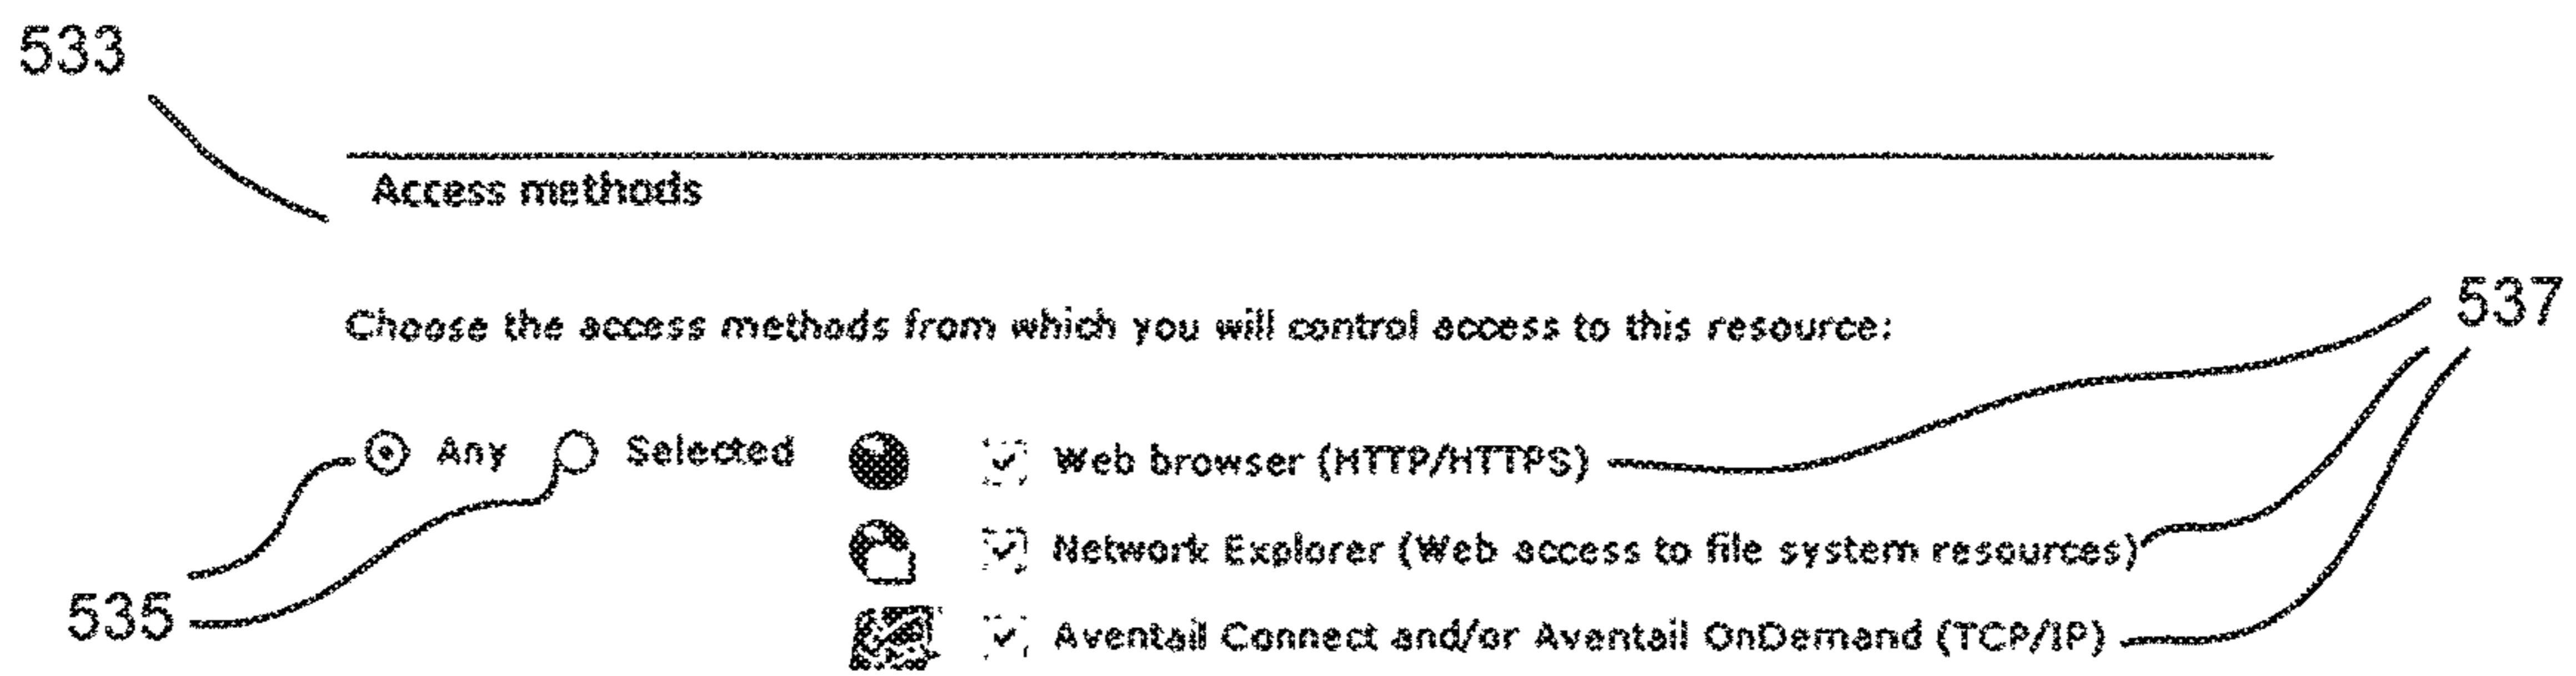 533
Access methods
Choose the access methods from which you will control access to this resource:
537
Any Selected Web browser (HTTP/HTTPS)
Network Explorer (Web access to file system resources)
535
Aventail Connect and/or Aventail OnDemand (TCP/IP)